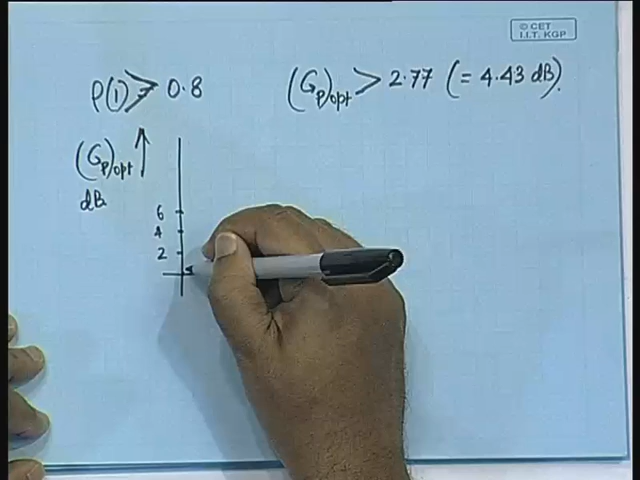 © CET
I.I.T. KGP
ρ(1) ≥ 0.8
(Gp)opt > 2.77 (= 4.43 dB).
(Gp)opt ↑
dB
6
4
2